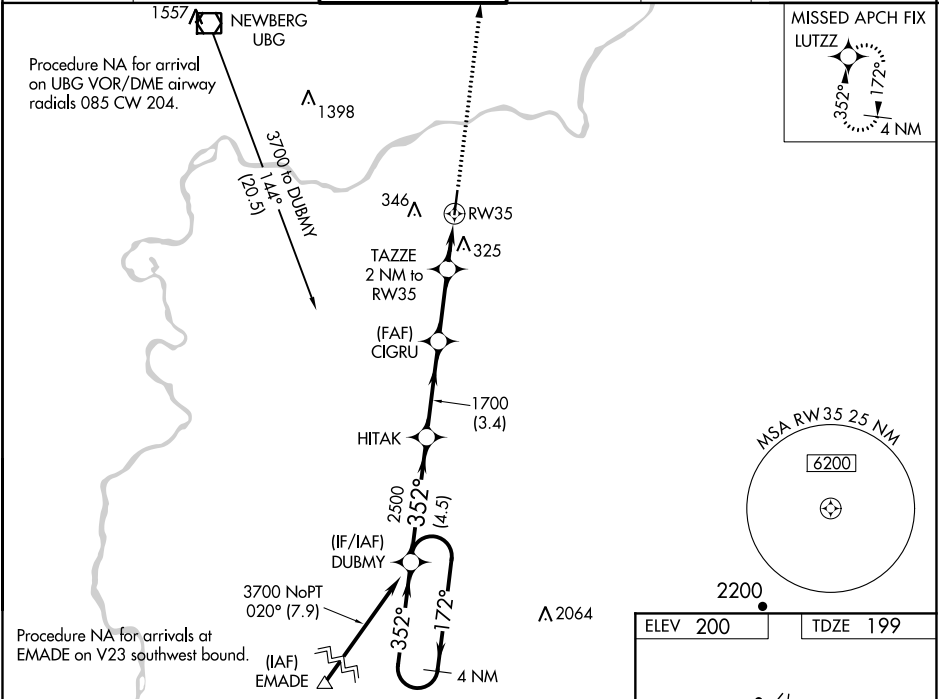 1557
NEWBERG
UBG
Procedure NA for arrival
on UBG VOR/DME airway
radials 085 CW 204.
1398
3700 to DUBMY
144°
(20.5)
MISSED APCH FIX
LUTZZ
352°
172°
4 NM
346
RW35
325
TAZZE
2 NM to
RW35
(FAF)
CIGRU
1700
(3.4)
HITAK
MSA RW35 25 NM
6200
2500
352°
(4.5)
(IF/IAF)
DUBMY
3700 NoPT
020° (7.9)
352°
172°
4 NM
2064
2200
Procedure NA for arrivals at
EMADE on V23 southwest bound.
(IAF)
EMADE
ELEV 200
TDZE 199